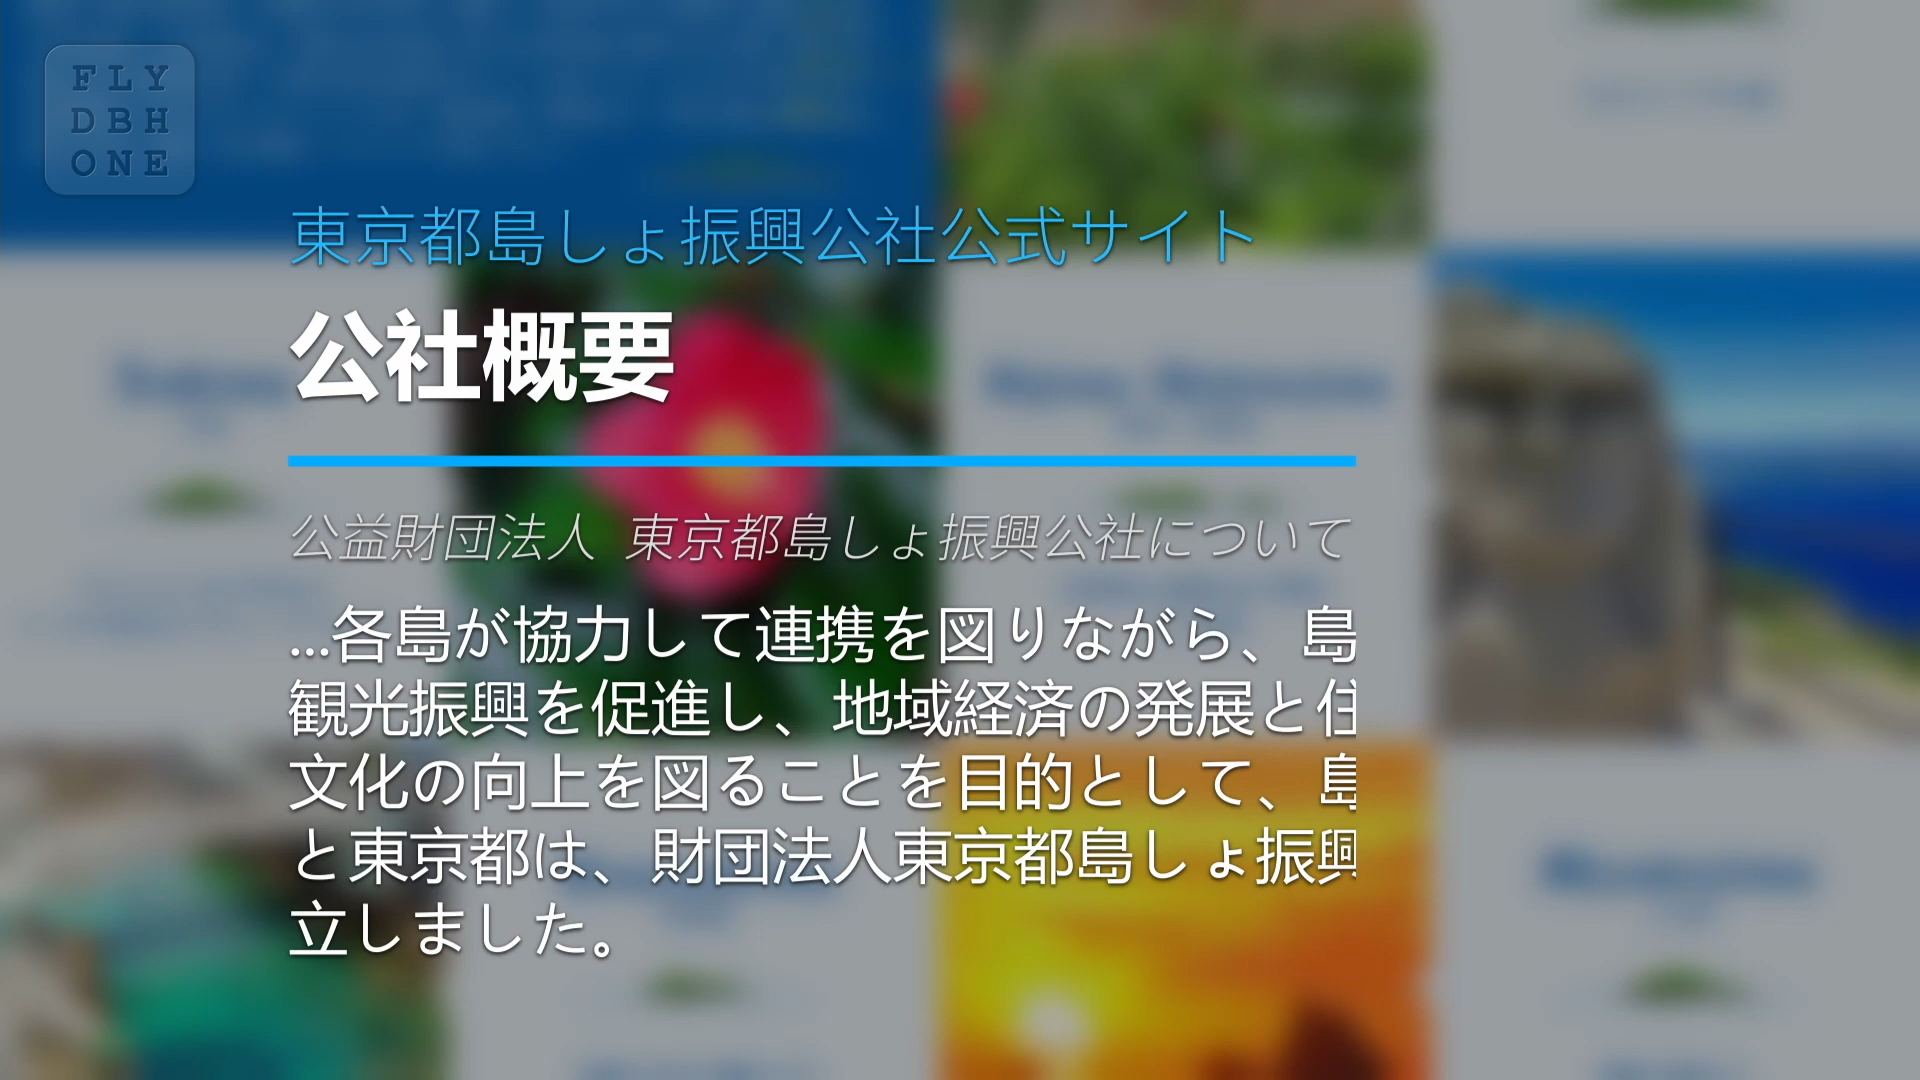 FLY
DBH
ONE
東京都島しょ振興公社公式サイト
公社概要
公益財団法人 東京都島しょ振興公社について
...各島が協力して連携を図りながら、島
観光振興を促進し、地域経済の発展と住
文化の向上を図ることを目的として、島
と東京都は、財団法人東京都島しょ振興
立しました。